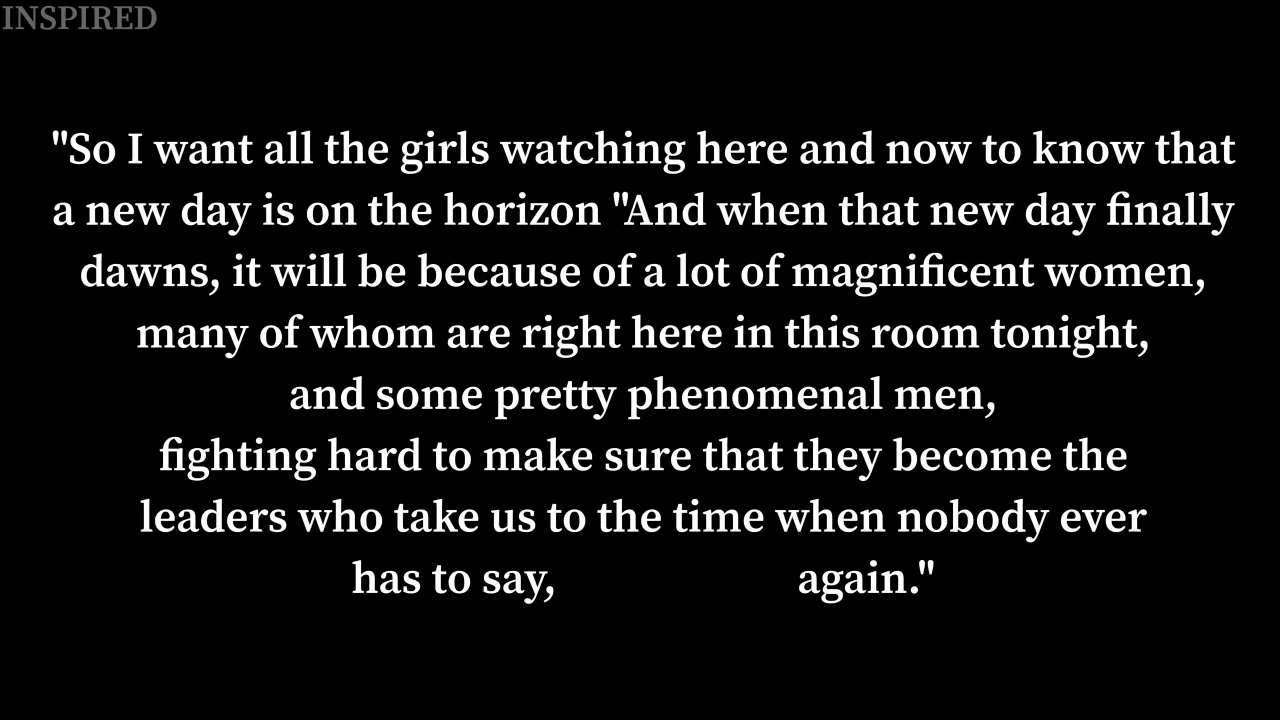 INSPIRED
"So I want all the girls watching here and now to know that
a new day is on the horizon "And when that new day finally
dawns, it will be because of a lot of magnificent women,
many of whom are right here in this room tonight,
and some pretty phenomenal men,
fighting hard to make sure that they become the
leaders who take us to the time when nobody ever
has to say, again."